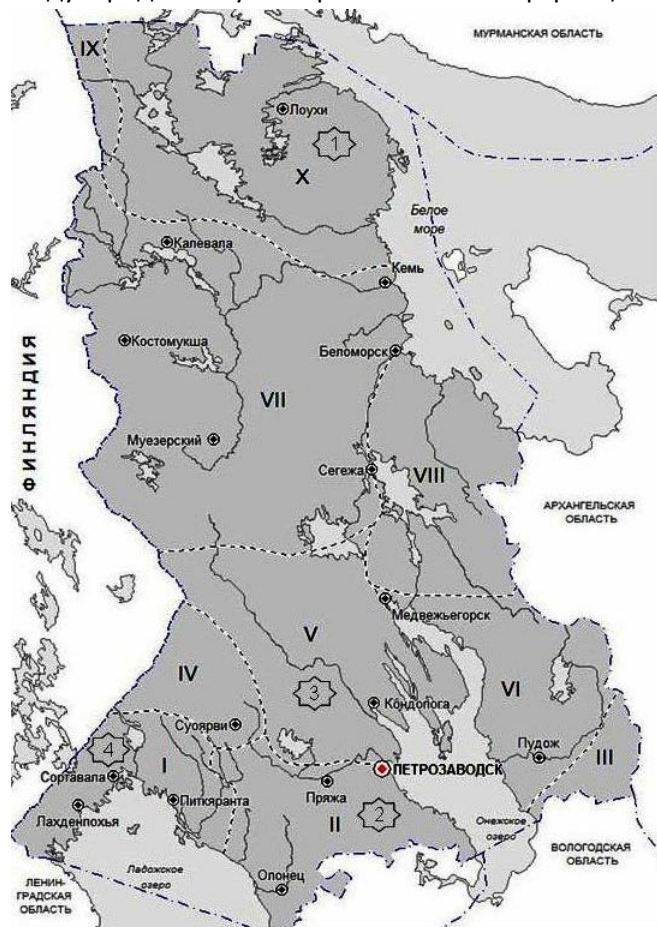 МУРМАНСКАЯ ОБЛАСТЬ
IX
Лоухи
1
X
Белое
море
Калевала
Кемь
Костомукша
Беломорск
ФИНЛЯНДИЯ
VII
Муезерский
Сегежа
VIII
АРХАНГЕЛЬСКАЯ
ОБЛАСТЬ
Медвежьегорск
V
IV
VI
3
Кондопога
Суоярви
4
Пудож
III
I
ПЕТРОЗАВОДСК
Сортавала
Пряжа
Питкяранта
2
Лахденпохья
II
Онежское
озеро
ВОЛОГОДСКАЯ
ОБЛАСТЬ
Ладожское
озеро
Олонец
ЛЕНИН-
ГРАДСКАЯ
ОБЛАСТЬ